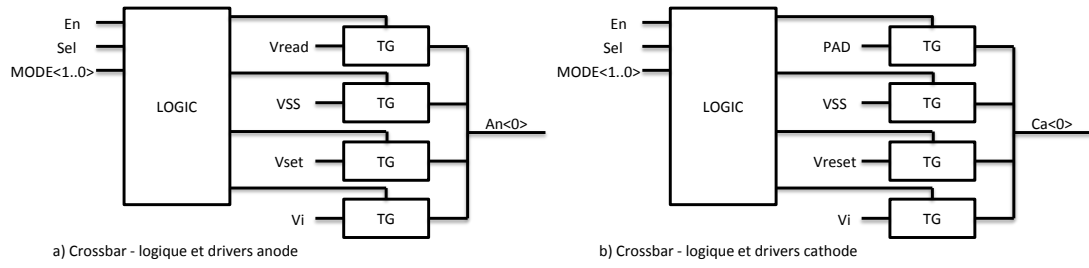 En
Sel
MODE<1..0>
LOGIC
Vread
TG
VSS
TG
Vset
TG
Vi
TG
An<0>
a) Crossbar - logique et drivers anode
En
Sel
MODE<1..0>
LOGIC
PAD
TG
VSS
TG
Vreset
TG
Vi
TG
Ca<0>
b) Crossbar - logique et drivers cathode